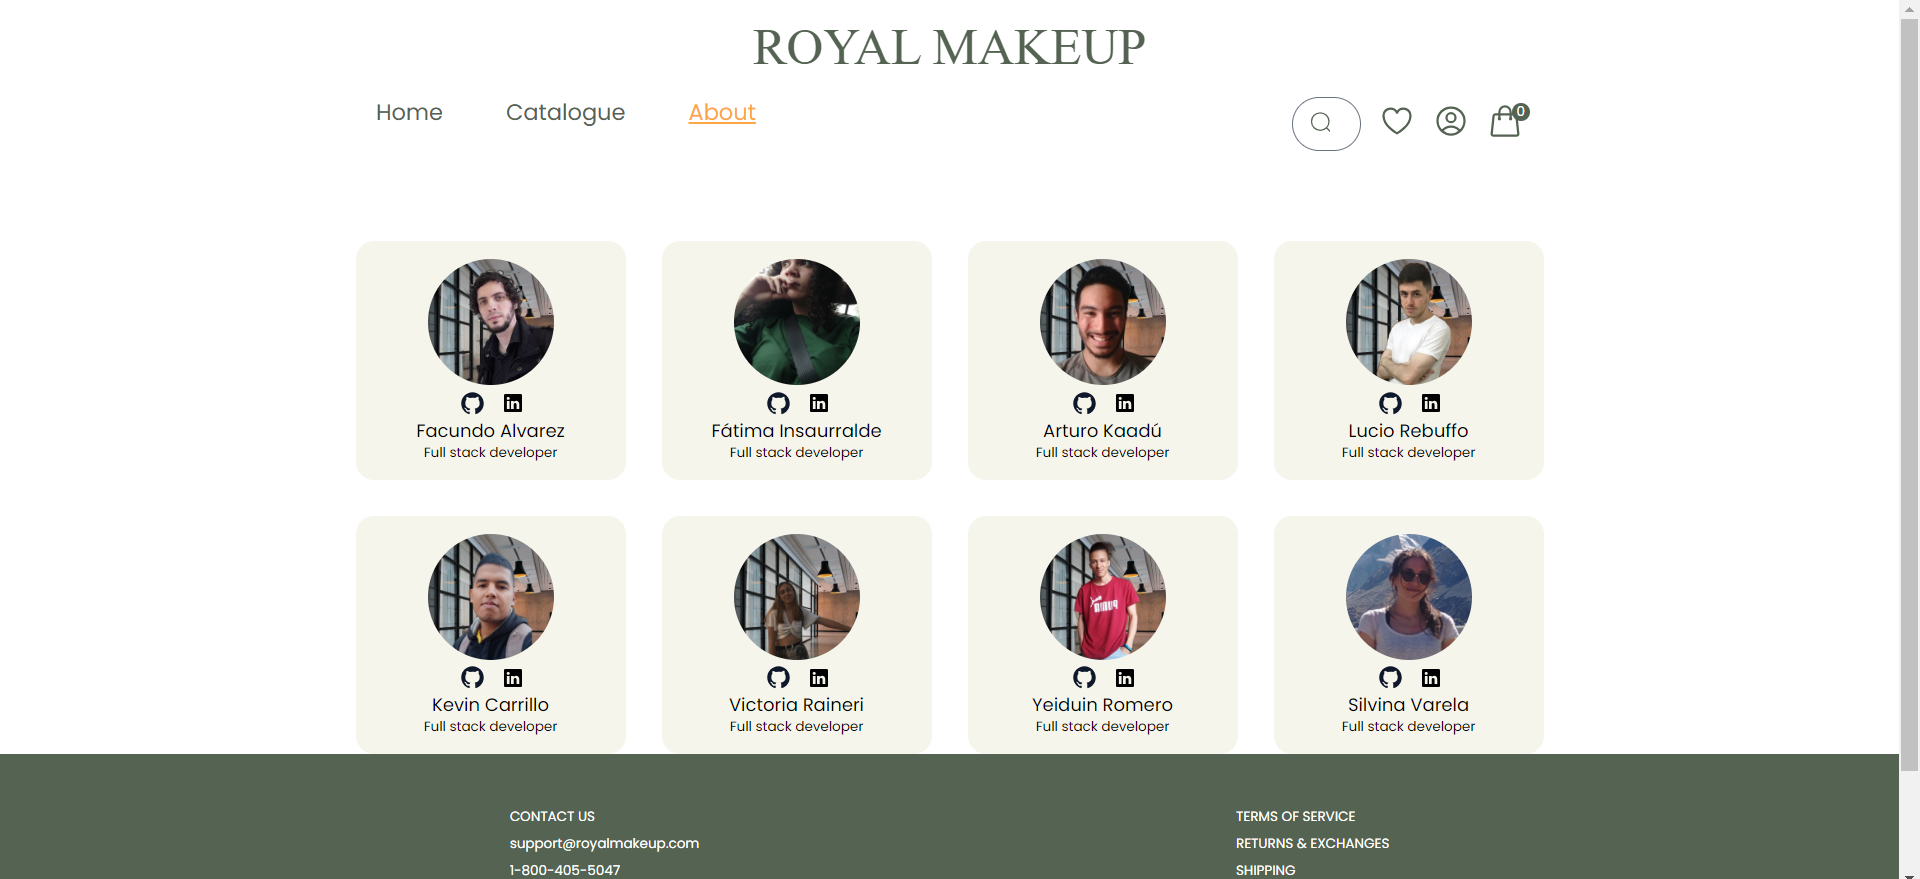 ROYAL MAKEUP
Home Catalogue About
0
Facundo Alvarez
Full stack developer
Fátima Insaurralde
Full stack developer
Arturo Kaadú
Full stack developer
Lucio Rebuffo
Full stack developer
Kevin Carrillo
Full stack developer
Victoria Raineri
Full stack developer
Yeiduin Romero
Full stack developer
Silvina Varela
Full stack developer
CONTACT US
support@royalmakeup.com
1-800-405-5047
TERMS OF SERVICE
RETURNS & EXCHANGES
SHIPPING